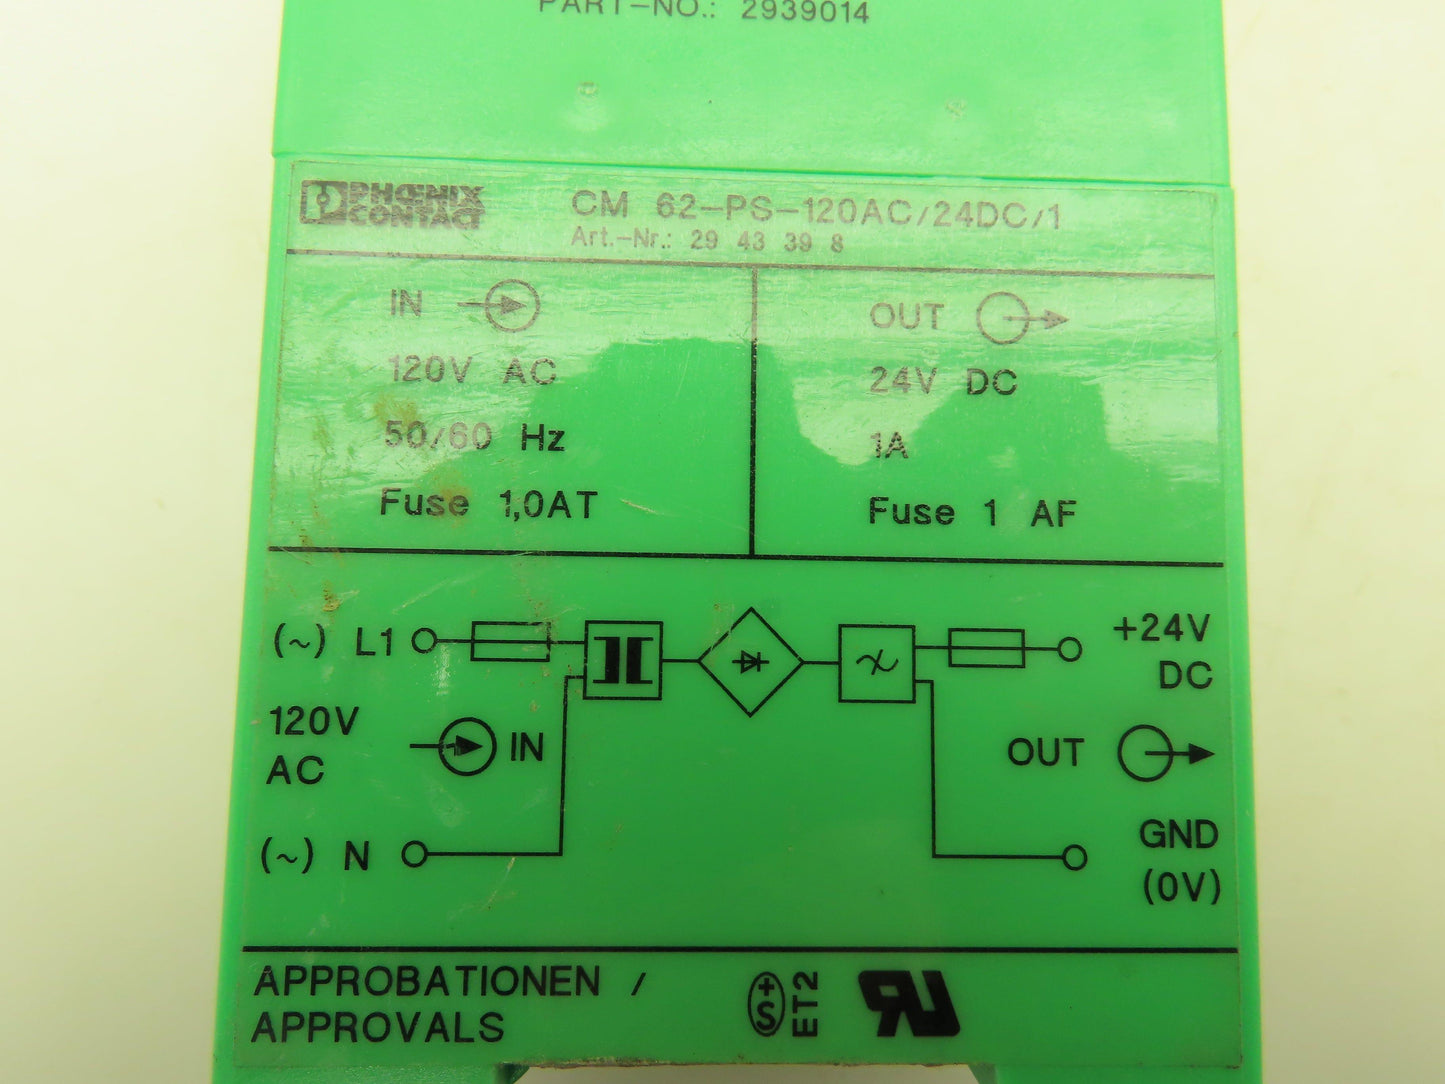 PART-NO.: 2939014
PHŒNIX CONTACT
CM 62-PS-120AC/24DC/1
Art.-Nr.: 29 43 39 8
IN
120V AC
50/60 Hz
Fuse 1,0AT
OUT
24V DC
1A
Fuse 1 AF
(~) L1
120V
AC
IN
(~) N
+24V
DC
OUT
GND
(0V)
APPROBATIONEN /
APPROVALS
+S
ET2
RU